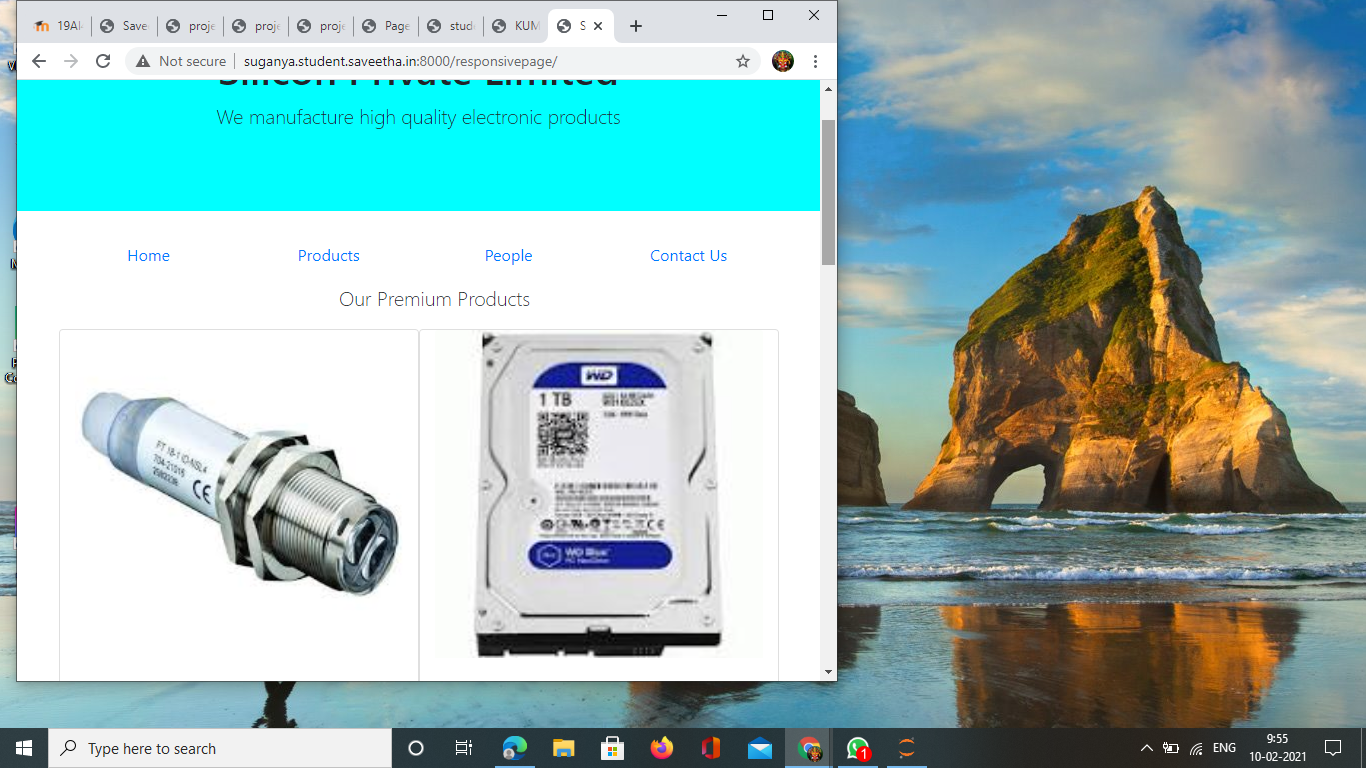 19AI
Save
proje
proje
proje
Page
stud
KUM
S
Not secure
suganya.student.saveetha.in:8000/responsivepage/
Silicon Private Limited
We manufacture high quality electronic products
Home Products People Contact Us
Our Premium Products
FT 18-1 ID-NSL4
704-21016
CE
WD
1 TB
WD Blue
Type here to search
1
ENG
9:55
10-02-2021